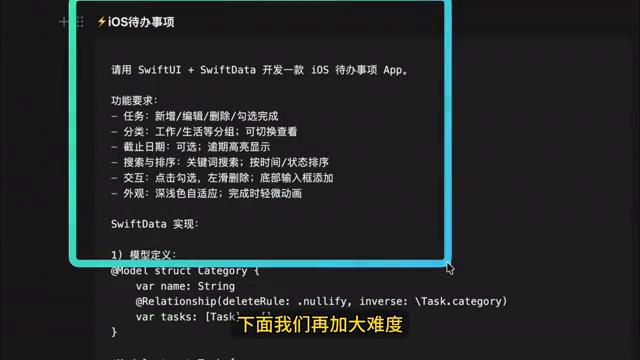 ⚡iOS待办事项
请用 SwiftUI + SwiftData 开发一款 iOS 待办事项 App。
功能要求：
- 任务：新增/编辑/删除/勾选完成
- 分类：工作/生活等分组；可切换查看
- 截止日期：可选；逾期高亮显示
- 搜索与排序：关键词搜索；按时间/状态排序
- 交互：点击勾选，左滑删除；底部输入框添加
- 外观：深浅色自适应；完成时轻微动画
SwiftData 实现：
1) 模型定义：
@Model struct Category {
var name: String
@Relationship(deleteRule: .nullify, inverse: \Task.category)
var tasks: [Task]
}
下面我们再加大难度